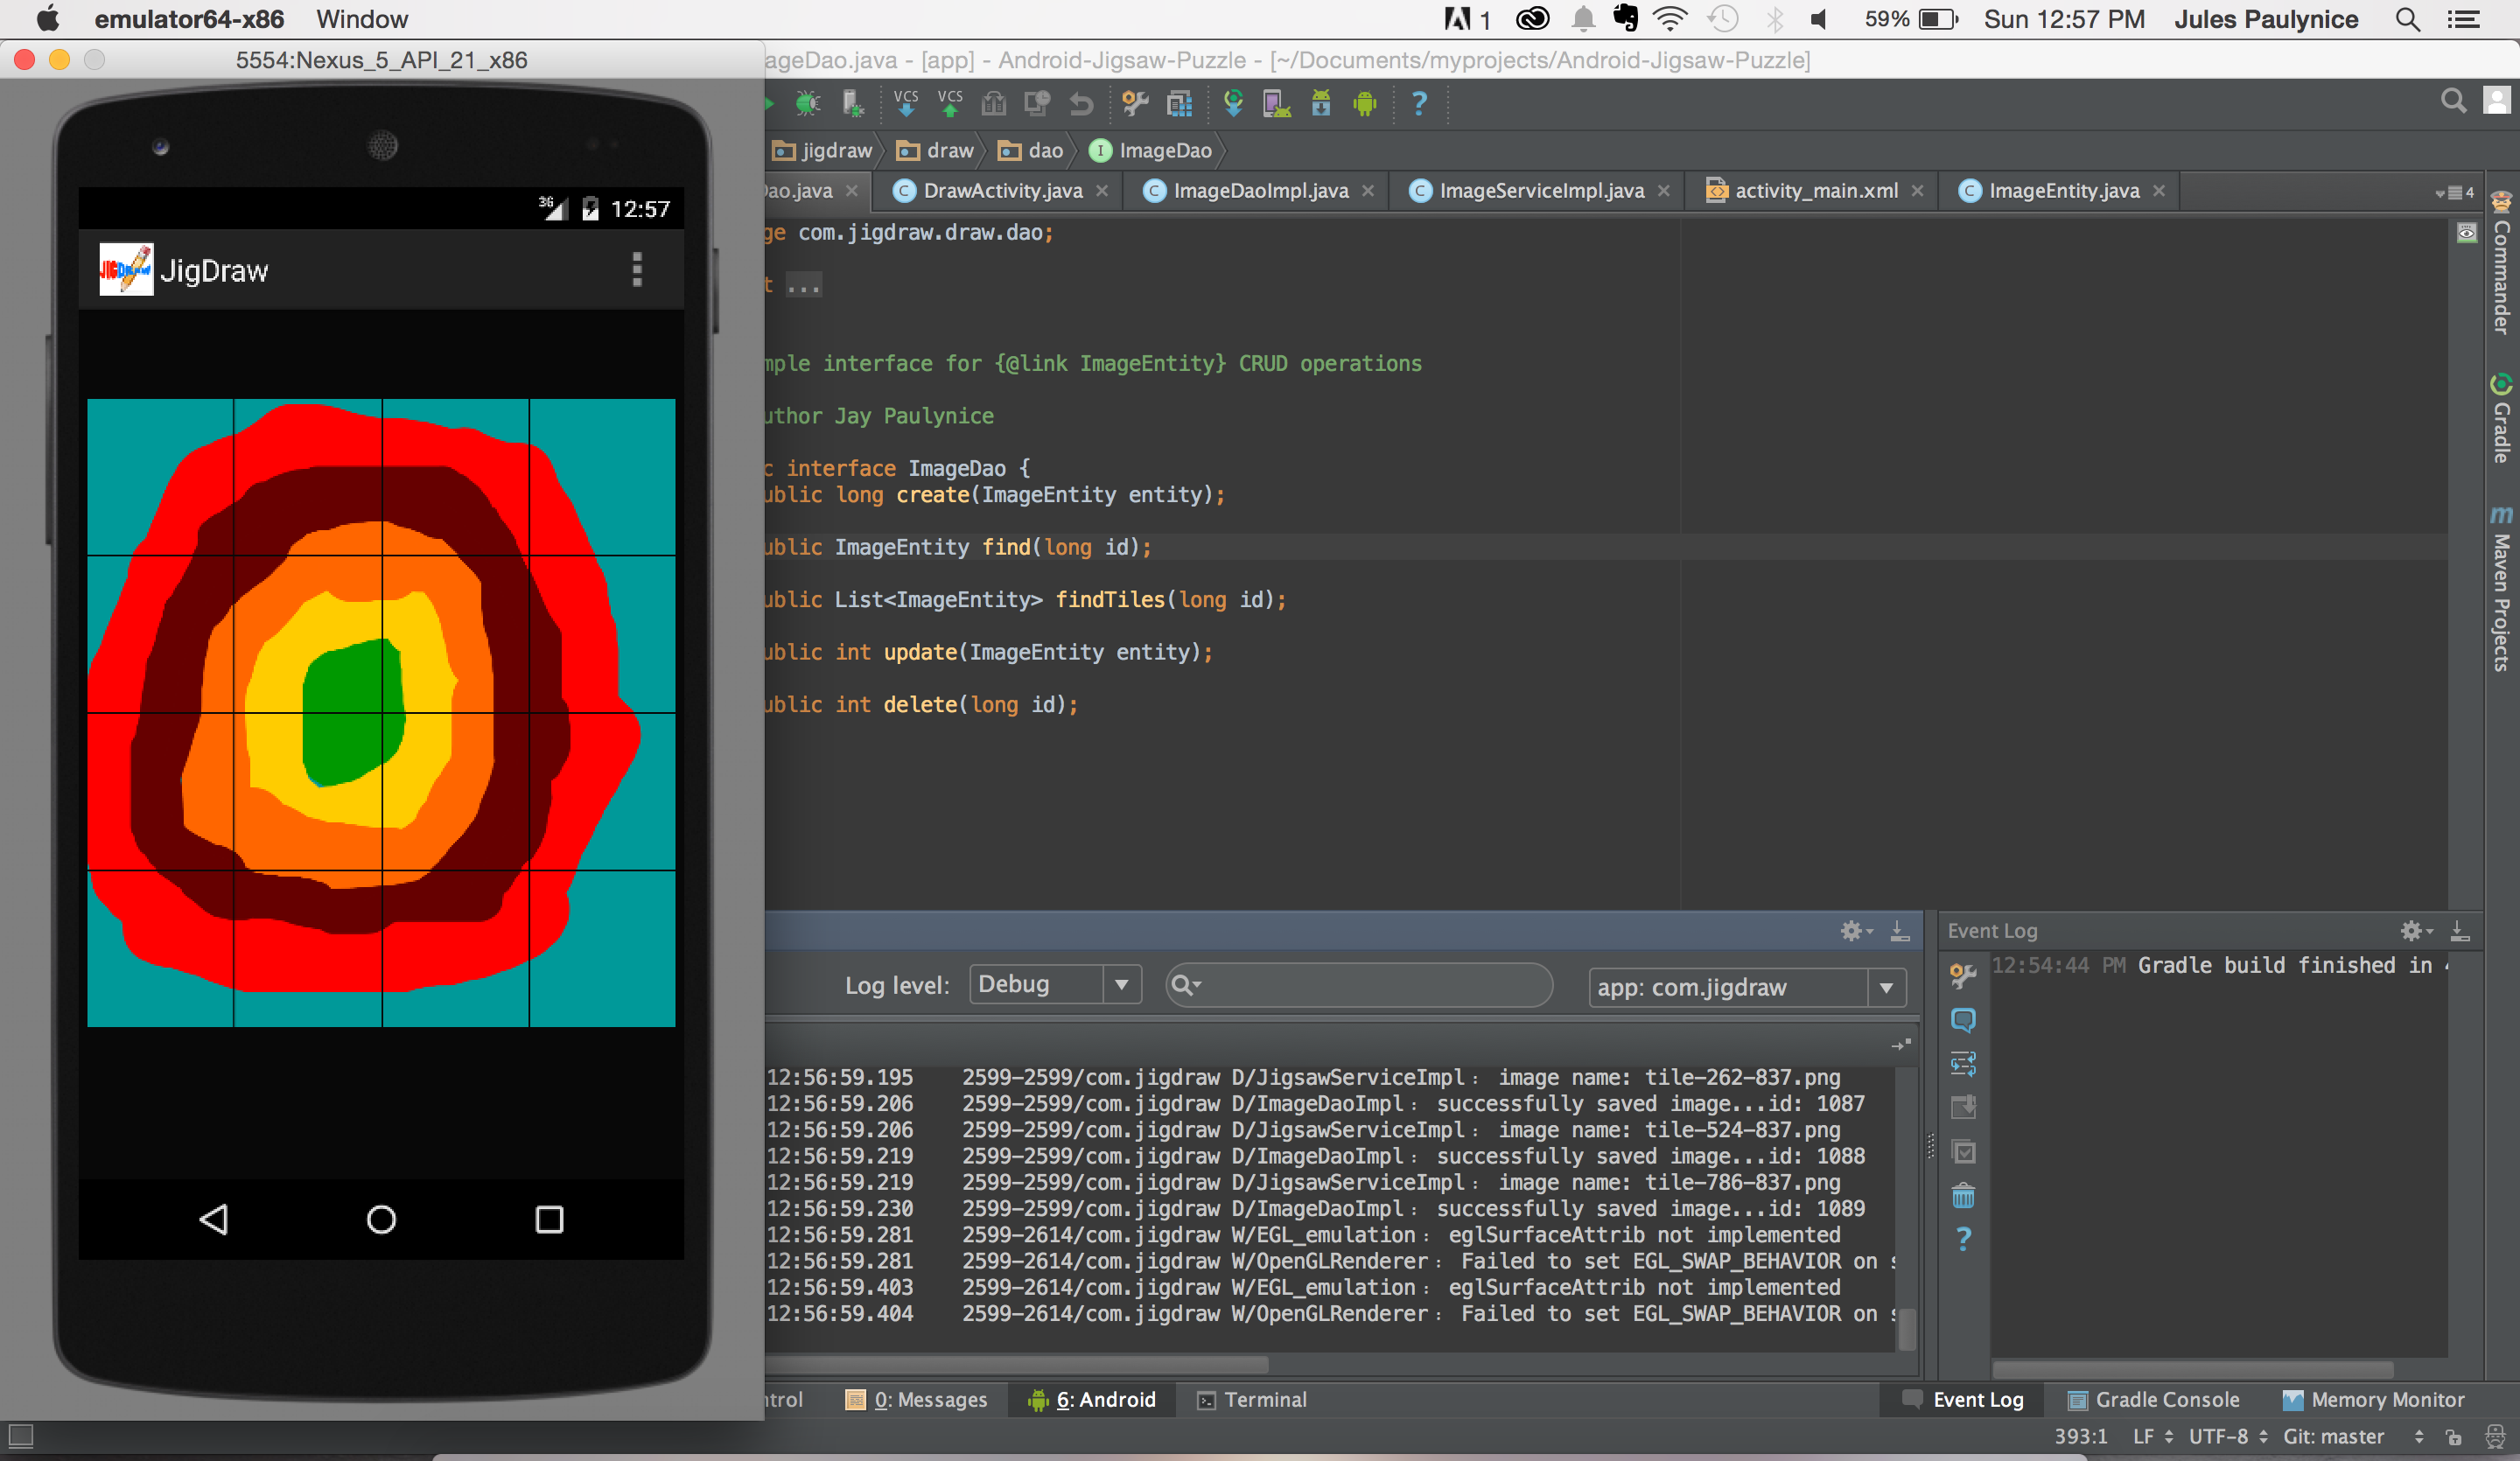 emulator64-x86 Window 1 59% Sun 12:57 PM Jules Paulynice
5554:Nexus_5_API_21_x86
ageDao.java - [app] - Android-Jigsaw-Puzzle - [~/Documents/myprojects/Android-Jigsaw-Puzzle]
VCS VCS ?
jigdraw draw dao I ImageDao
Dao.java C DrawActivity.java C ImageDaoImpl.java C ImageServiceImpl.java activity_main.xml C ImageEntity.java 4
3G 12:57
JigDraw
JigDraw
ge com.jigdraw.draw.dao;
t ...
mple interface for {@link ImageEntity} CRUD operations
uthor Jay Paulynice
c interface ImageDao {
ublic long create(ImageEntity entity);
ublic ImageEntity find(long id);
ublic List<ImageEntity> findTiles(long id);
ublic int update(ImageEntity entity);
ublic int delete(long id);
Commander
Gradle
m Maven Projects
Log level: Debug app: com.jigdraw
12:56:59.195 2599-2599/com.jigdraw D/JigsawServiceImpl: image name: tile-262-837.png
12:56:59.206 2599-2599/com.jigdraw D/ImageDaoImpl: successfully saved image...id: 1087
12:56:59.206 2599-2599/com.jigdraw D/JigsawServiceImpl: image name: tile-524-837.png
12:56:59.219 2599-2599/com.jigdraw D/ImageDaoImpl: successfully saved image...id: 1088
12:56:59.219 2599-2599/com.jigdraw D/JigsawServiceImpl: image name: tile-786-837.png
12:56:59.230 2599-2599/com.jigdraw D/ImageDaoImpl: successfully saved image...id: 1089
12:56:59.281 2599-2614/com.jigdraw W/EGL_emulation: eglSurfaceAttrib not implemented
12:56:59.281 2599-2614/com.jigdraw W/OpenGLRenderer: Failed to set EGL_SWAP_BEHAVIOR on s
12:56:59.403 2599-2614/com.jigdraw W/EGL_emulation: eglSurfaceAttrib not implemented
12:56:59.404 2599-2614/com.jigdraw W/OpenGLRenderer: Failed to set EGL_SWAP_BEHAVIOR on s
Event Log
12:54:44 PM Gradle build finished in
?
ntrol 0: Messages 6: Android Terminal Event Log Gradle Console Memory Monitor
393:1 LF UTF-8 Git: master